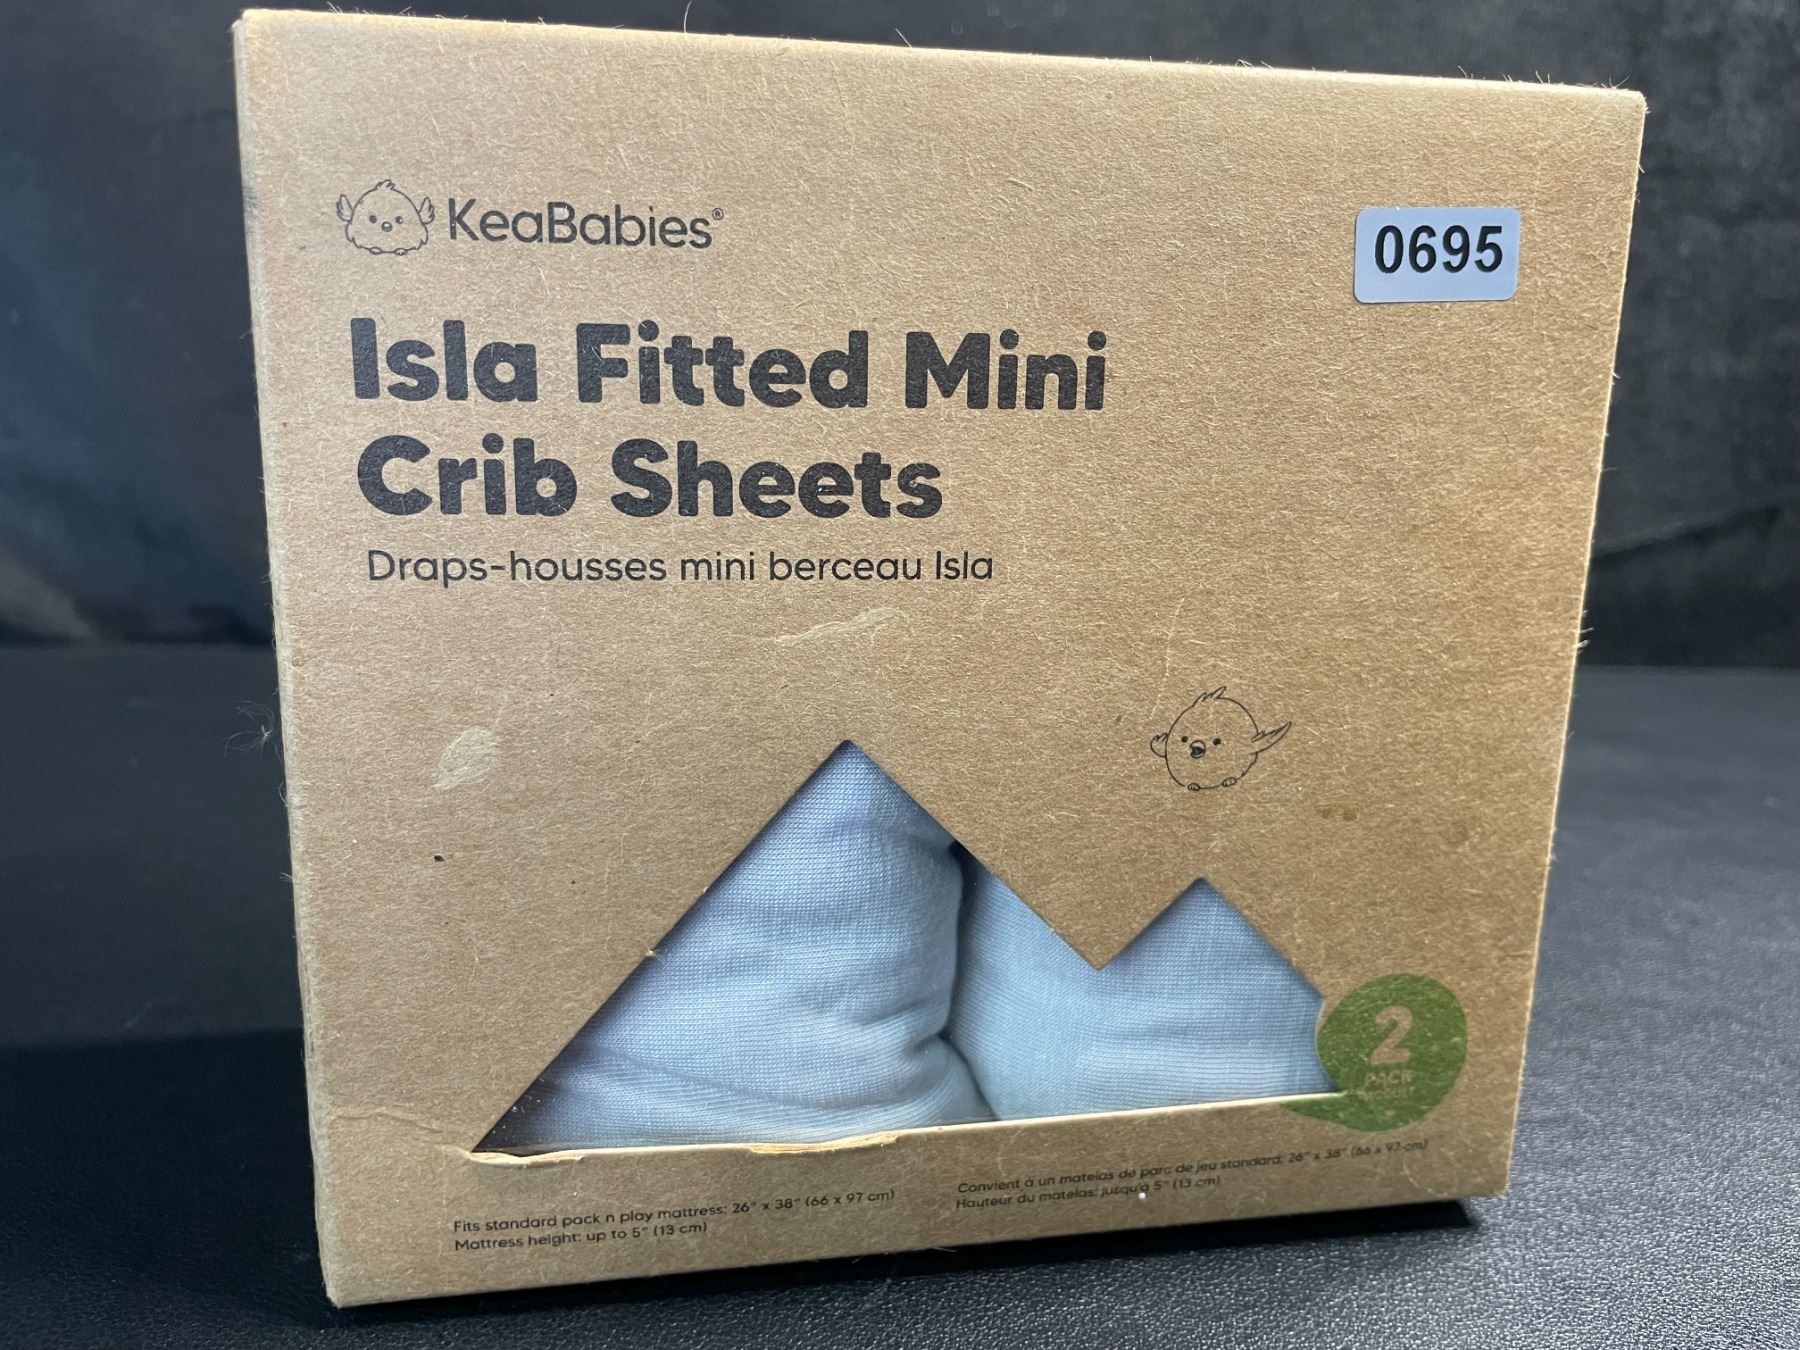 KeaBabies®
0695
Isla Fitted Mini
Crib Sheets
Draps-housses mini berceau Isla
2
PACK
Fits standard pack n play mattress: 26" x 38" (66 x 97 cm)
Mattress height: up to 5" (13 cm)
Convient à un matelas de parc de jeu standard: 26" x 38" (66 x 97 cm)
Hauteur du matelas: jusqu'à 5" (13 cm)